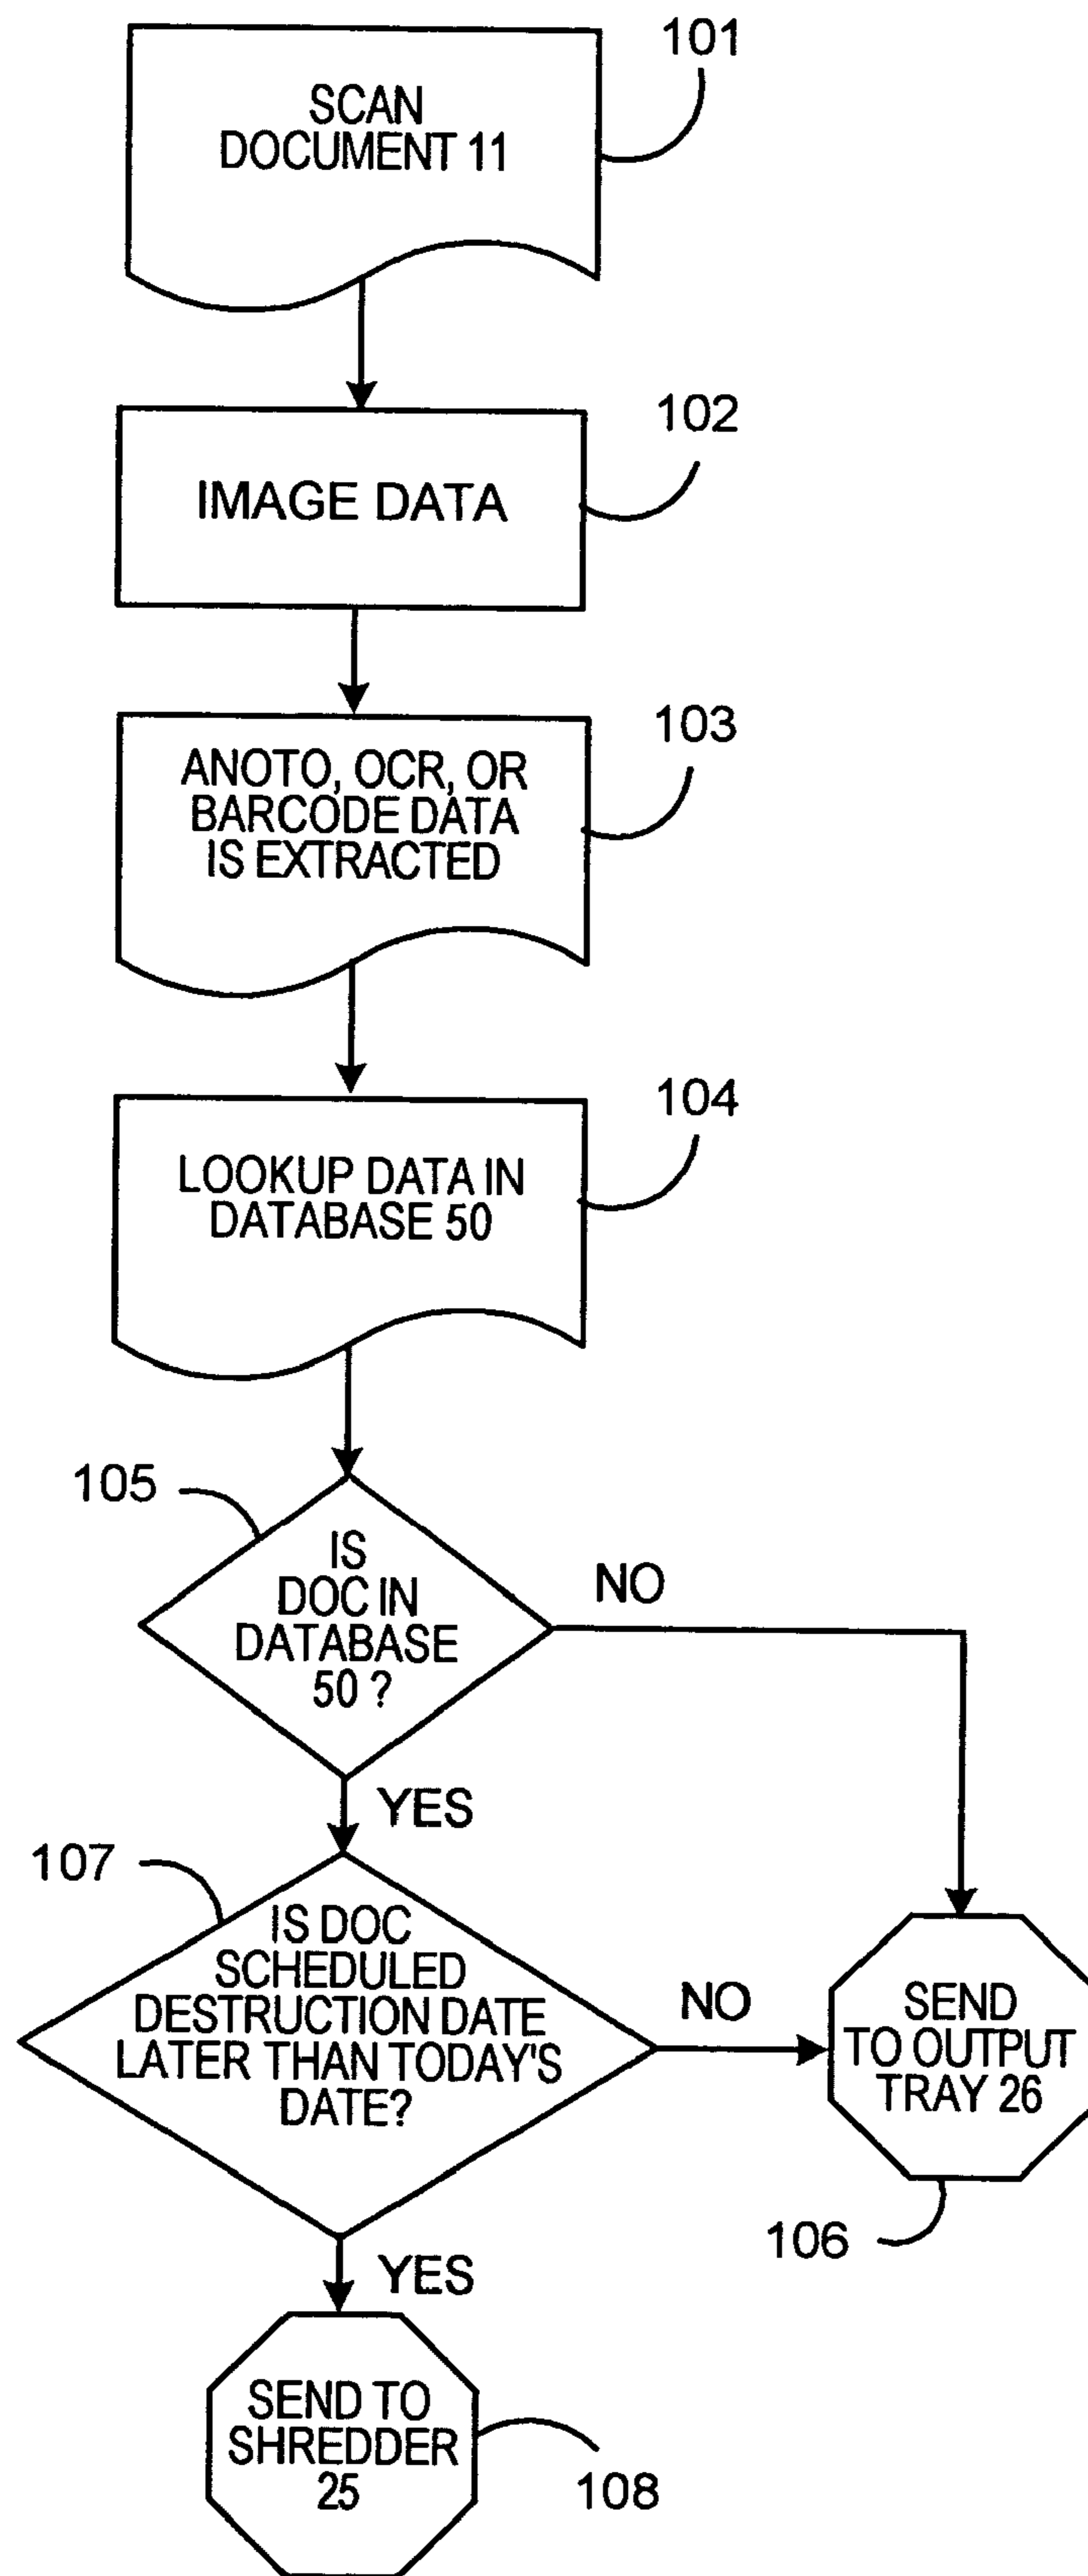 101
SCAN
DOCUMENT 11
102
IMAGE DATA
103
ANOTO, OCR, OR
BARCODE DATA
IS EXTRACTED
104
LOOKUP DATA IN
DATABASE 50
105
IS
DOC IN
DATABASE
50 ?
NO
YES
107
IS DOC
SCHEDULED
DESTRUCTION DATE
LATER THAN TODAY'S
DATE?
NO
SEND
TO OUTPUT
TRAY 26
106
YES
SEND TO
SHREDDER
25
108